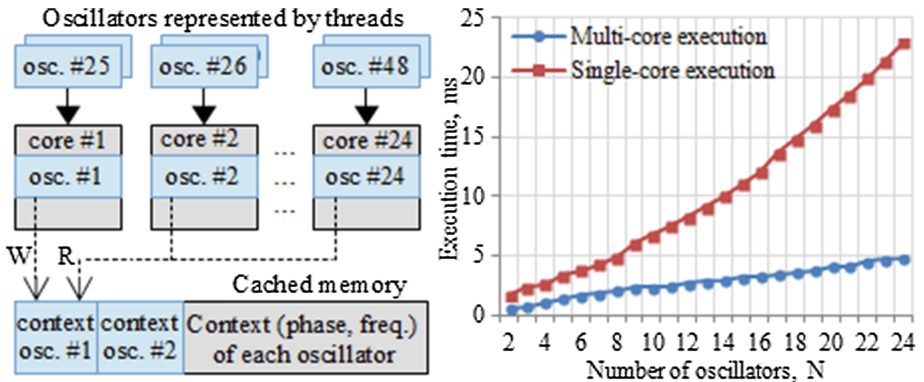 Oscillators represented by threads
osc. #25
osc. #26
osc. #48
core #1
core #2
core #24
...
osc. #1
osc. #2
...
osc #24
...
W
R
Cached memory
context
osc. #1
context
osc. #2
Context (phase, freq.)
of each oscillator
Multi-core execution
Single-core execution
Execution time, ms
25
20
15
10
5
0
2 4 6 8 10 12 14 16 18 20 22 24
Number of oscillators, N